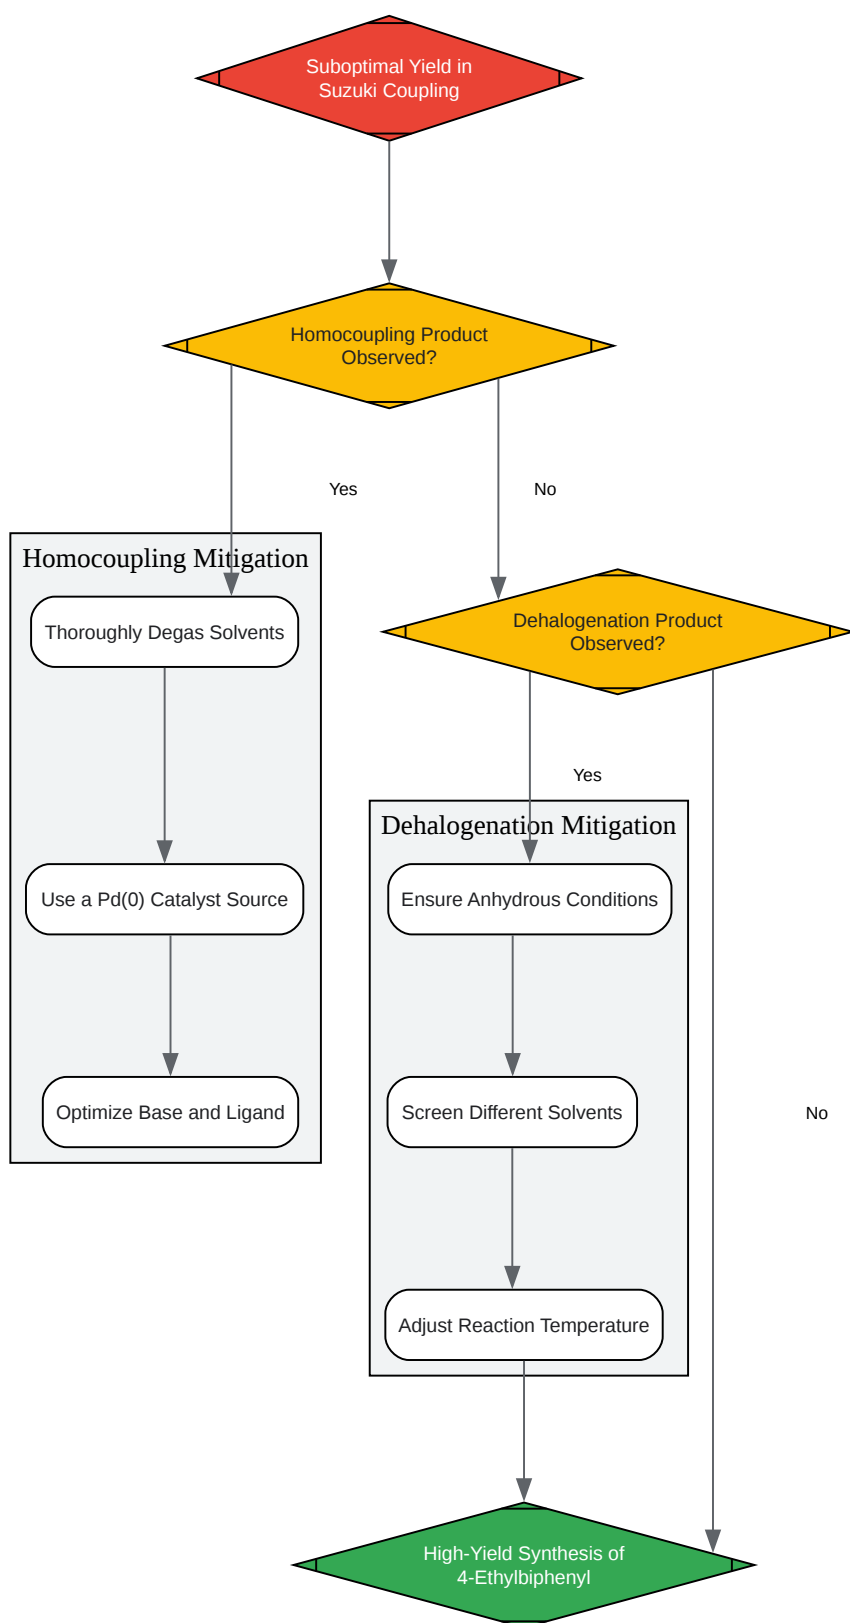 Suboptimal Yield in
Suzuki Coupling
Homocoupling Product
Observed?
Yes
No
Homocoupling Mitigation
Thoroughly Degas Solvents
Dehalogenation Product
Observed?
Yes
Dehalogenation Mitigation
Use a Pd(0) Catalyst Source
Ensure Anhydrous Conditions
Optimize Base and Ligand
Screen Different Solvents
No
Adjust Reaction Temperature
High-Yield Synthesis of
4-Ethylbiphenyl